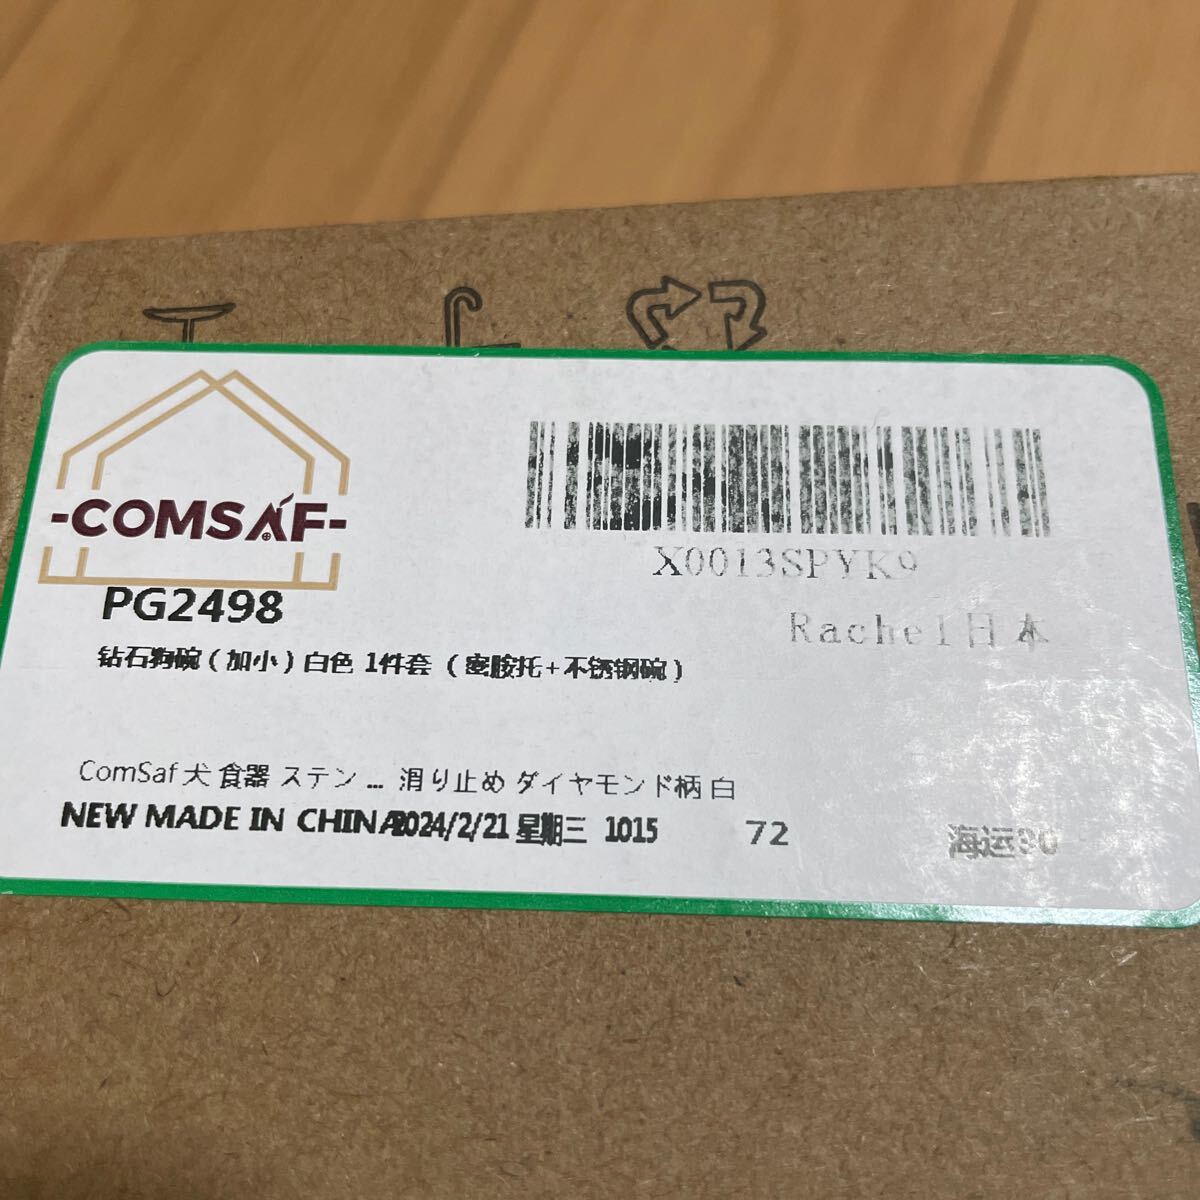 -COMSAF-
PG2498
X0013SPYK9
Rachel日本
钻石狗碗（加小）白色 1件套 （密胺托+不锈钢碗）
ComSaf 犬 食器 ステン ... 滑り止め ダイヤモンド柄 白
NEW MADE IN CHINA 2024/2/21 星期三 1015 72 海运